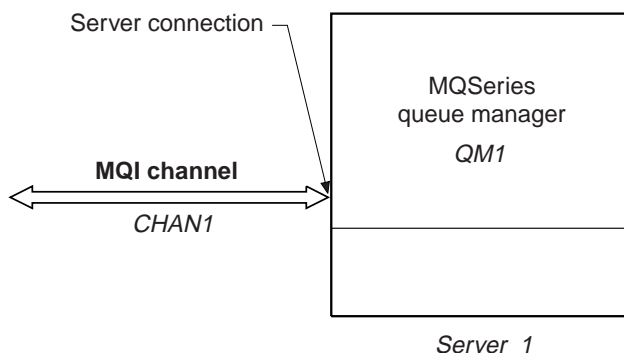 Server connection
MQSeries
queue manager
QM1
MQI channel
CHAN1
Server 1